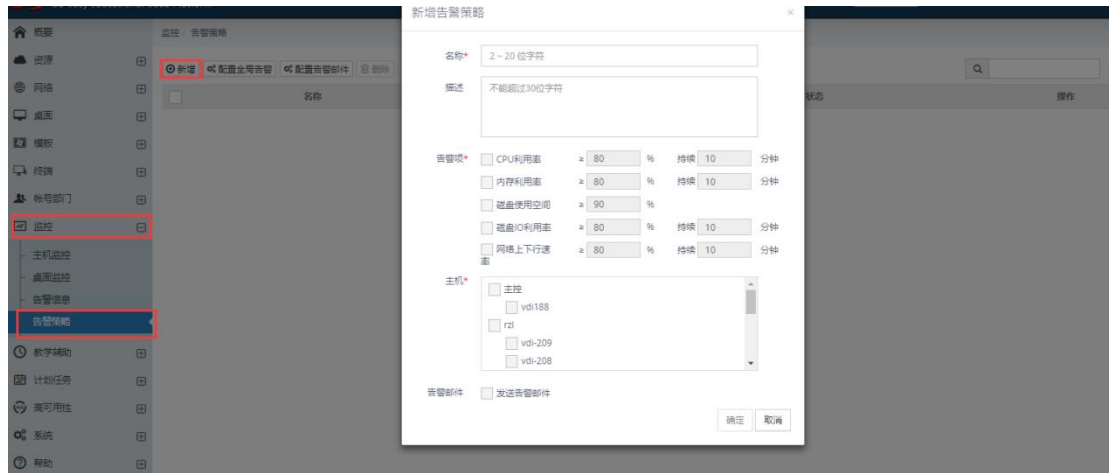 新增告警策略 ×
概要
监控 / 告警策略
资源
网络
桌面
模板
终端
帐号部门
监控
主机监控
桌面监控
告警信息
告警策略
教学辅助
计划任务
高可用性
系统
帮助
新增 配置全局告警 配置告警邮件 删除
名称 状态 操作
名称* 2 ~ 20 位字符
描述 不能超过30位字符
告警项* CPU利用率 ≥ 80 % 持续 10 分钟
内存利用率 ≥ 80 % 持续 10 分钟
磁盘使用空间 ≥ 90 %
磁盘IO利用率 ≥ 80 % 持续 10 分钟
网络上下行速
率 ≥ 80 % 持续 10 分钟
主机* 主控
vdi188
rzl
vdi-209
vdi-208
告警邮件 发送告警邮件
确定 取消